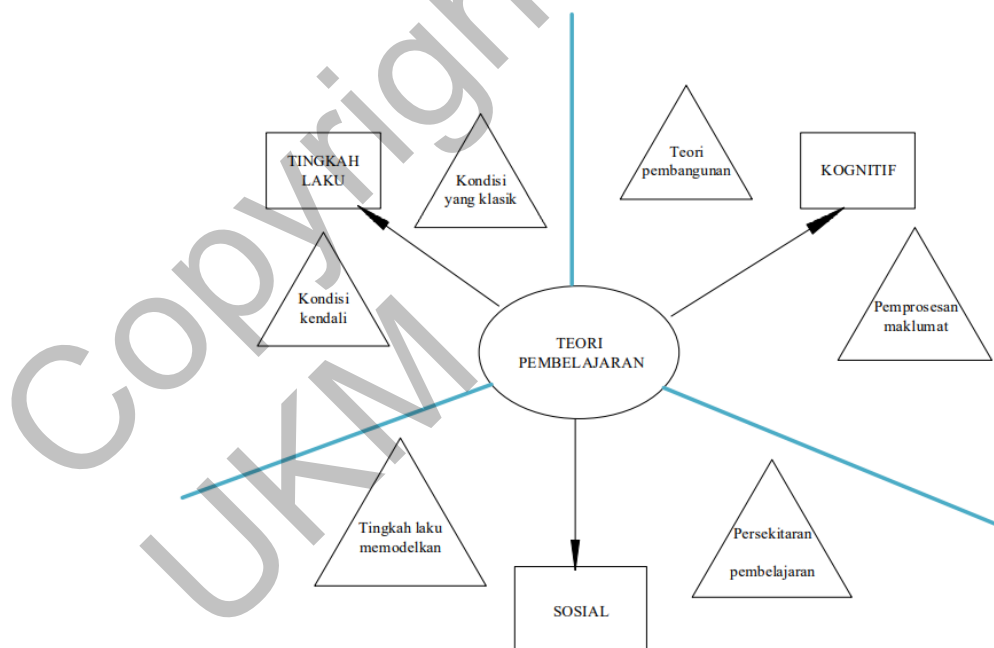 TINGKAH
LAKU
Kondisi
yang klasik
Teori
pembangunan
KOGNITIF
Kondisi
kendali
Pemprosesan
maklumat
TEORI
PEMBELAJARAN
Tingkah laku
memodelkan
Persekitaran
pembelajaran
SOSIAL
Copyright
UKM